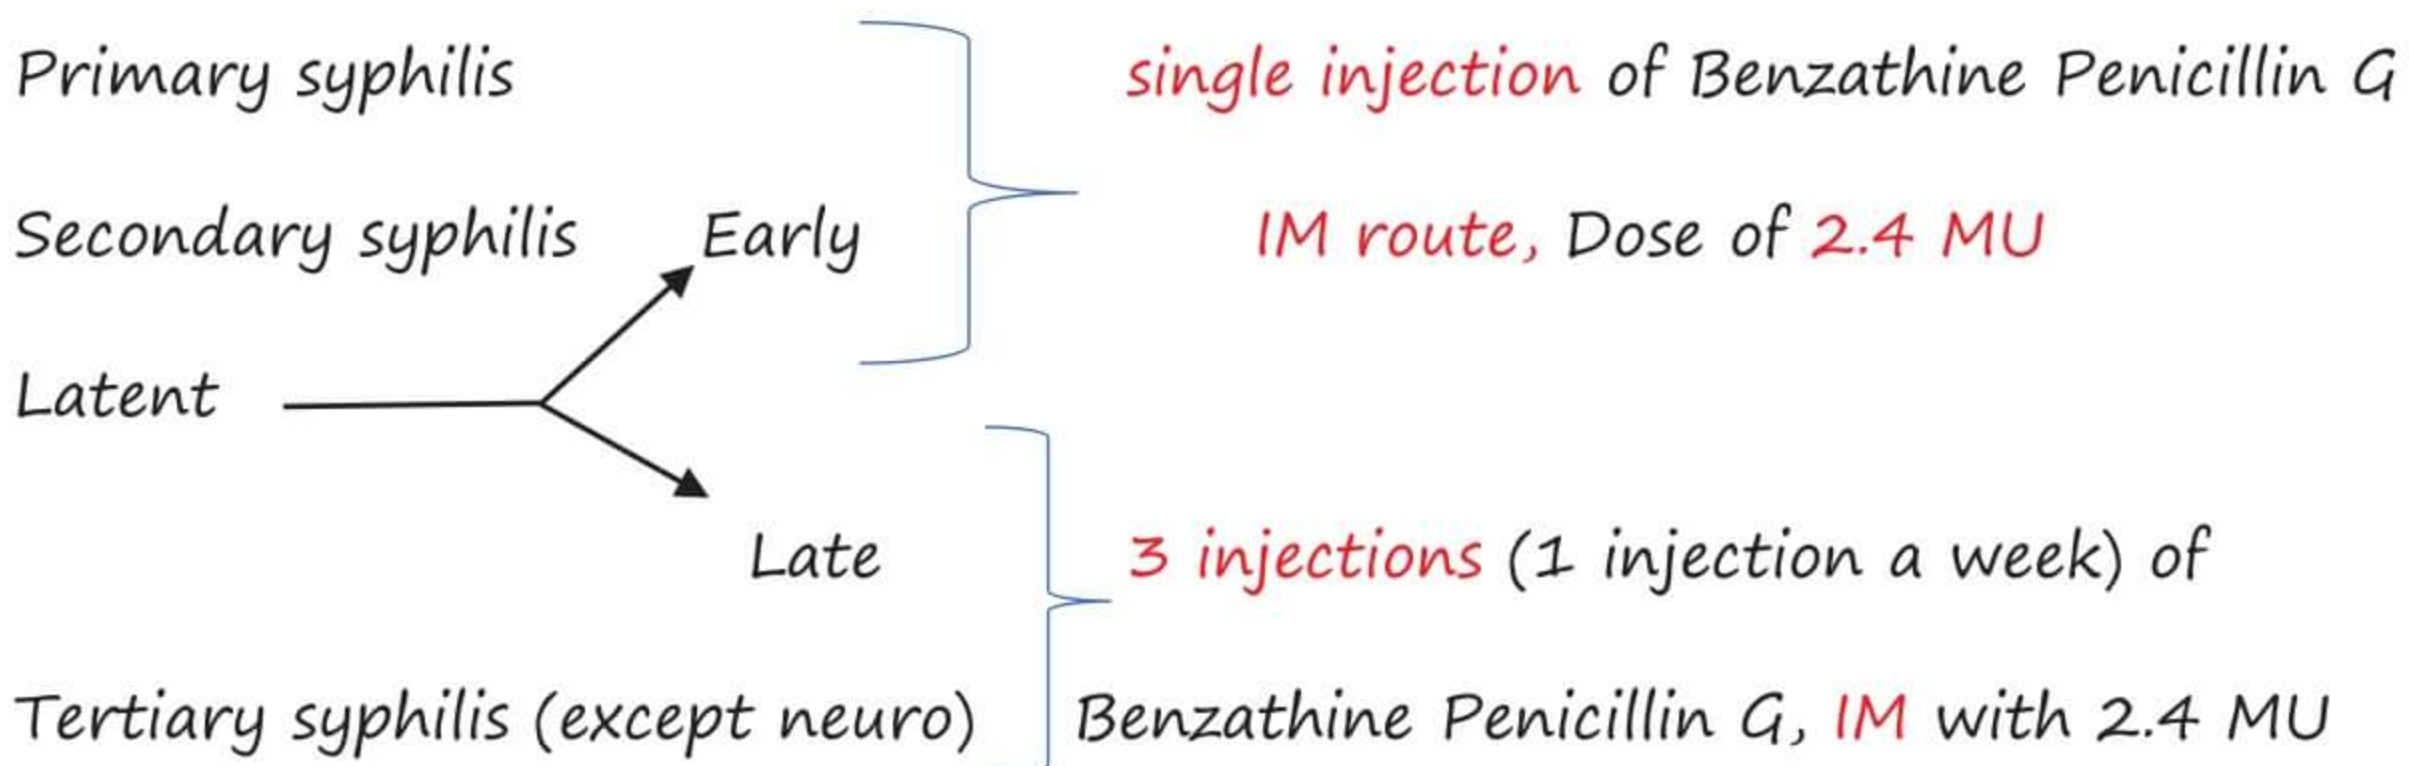 Primary syphilis
single injection of Benzathine Penicillin G
Secondary syphilis
Early
IM route, Dose of 2.4 MU
Latent
Late
3 injections (1 injection a week) of
Tertiary syphilis (except neuro)
Benzathine Penicillin G, IM with 2.4 MU